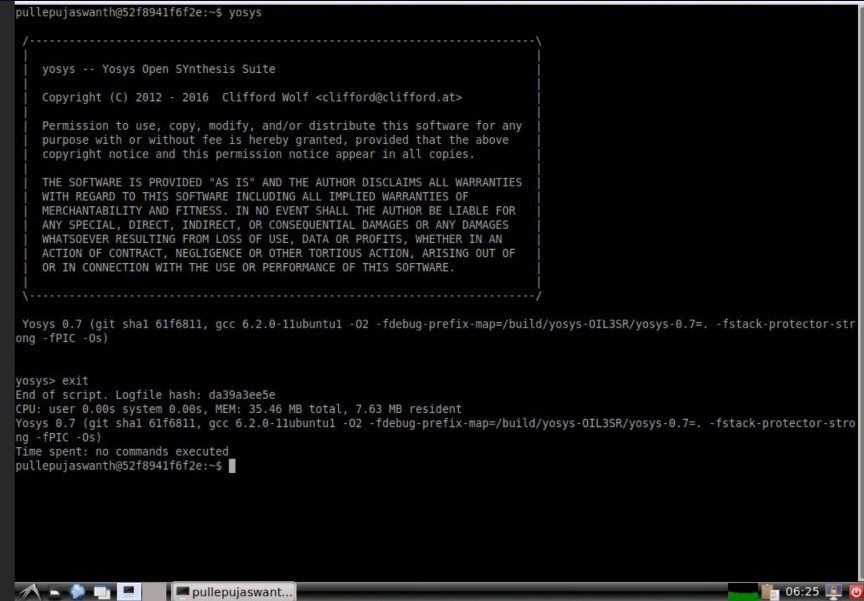 pullepujaswanth@52f8941f6f2e:~$ yosys
/----------------------------------------------------------------------------\
|                                                                            |
|  yosys -- Yosys Open SYnthesis Suite                                       |
|                                                                            |
|  Copyright (C) 2012 - 2016  Clifford Wolf <clifford@clifford.at>           |
|                                                                            |
|  Permission to use, copy, modify, and/or distribute this software for any  |
|  purpose with or without fee is hereby granted, provided that the above    |
|  copyright notice and this permission notice appear in all copies.         |
|                                                                            |
|  THE SOFTWARE IS PROVIDED "AS IS" AND THE AUTHOR DISCLAIMS ALL WARRANTIES  |
|  WITH REGARD TO THIS SOFTWARE INCLUDING ALL IMPLIED WARRANTIES OF          |
|  MERCHANTABILITY AND FITNESS. IN NO EVENT SHALL THE AUTHOR BE LIABLE FOR   |
|  ANY SPECIAL, DIRECT, INDIRECT, OR CONSEQUENTIAL DAMAGES OR ANY DAMAGES    |
|  WHATSOEVER RESULTING FROM LOSS OF USE, DATA OR PROFITS, WHETHER IN AN     |
|  ACTION OF CONTRACT, NEGLIGENCE OR OTHER TORTIOUS ACTION, ARISING OUT OF   |
|  OR IN CONNECTION WITH THE USE OR PERFORMANCE OF THIS SOFTWARE.            |
|                                                                            |
\----------------------------------------------------------------------------/
Yosys 0.7 (git sha1 61f6811, gcc 6.2.0-11ubuntu1 -O2 -fdebug-prefix-map=/build/yosys-OIL3SR/yosys-0.7=. -fstack-protector-str
ong -fPIC -Os)
yosys> exit
End of script. Logfile hash: da39a3ee5e
CPU: user 0.00s system 0.00s, MEM: 35.46 MB total, 7.63 MB resident
Yosys 0.7 (git sha1 61f6811, gcc 6.2.0-11ubuntu1 -O2 -fdebug-prefix-map=/build/yosys-OIL3SR/yosys-0.7=. -fstack-protector-stro
ng -fPIC -Os)
Time spent: no commands executed
pullepujaswanth@52f8941f6f2e:~$
pullepujaswant...
06:25